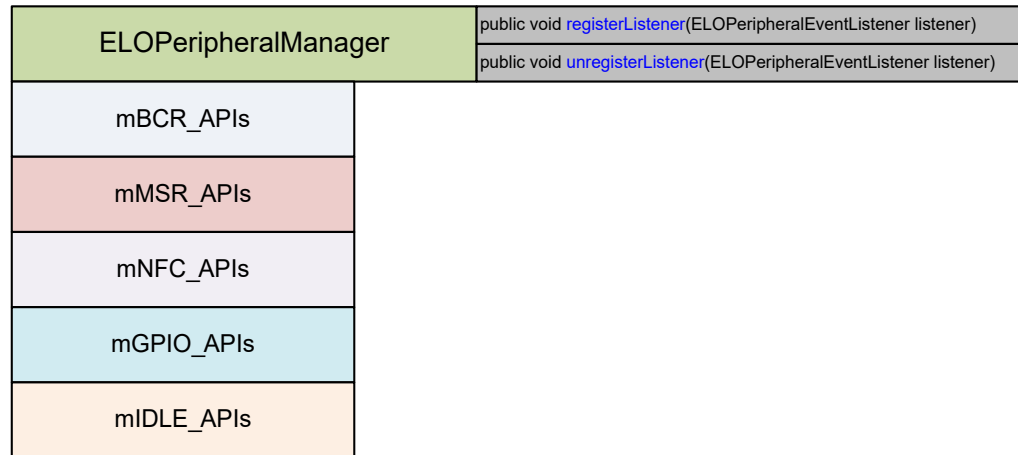 ELOPeripheralManager
public void registerListener(ELOPeripheralEventListener listener)
public void unregisterListener(ELOPeripheralEventListener listener)
mBCR_APIs
mMSR_APIs
mNFC_APIs
mGPIO_APIs
mIDLE_APIs